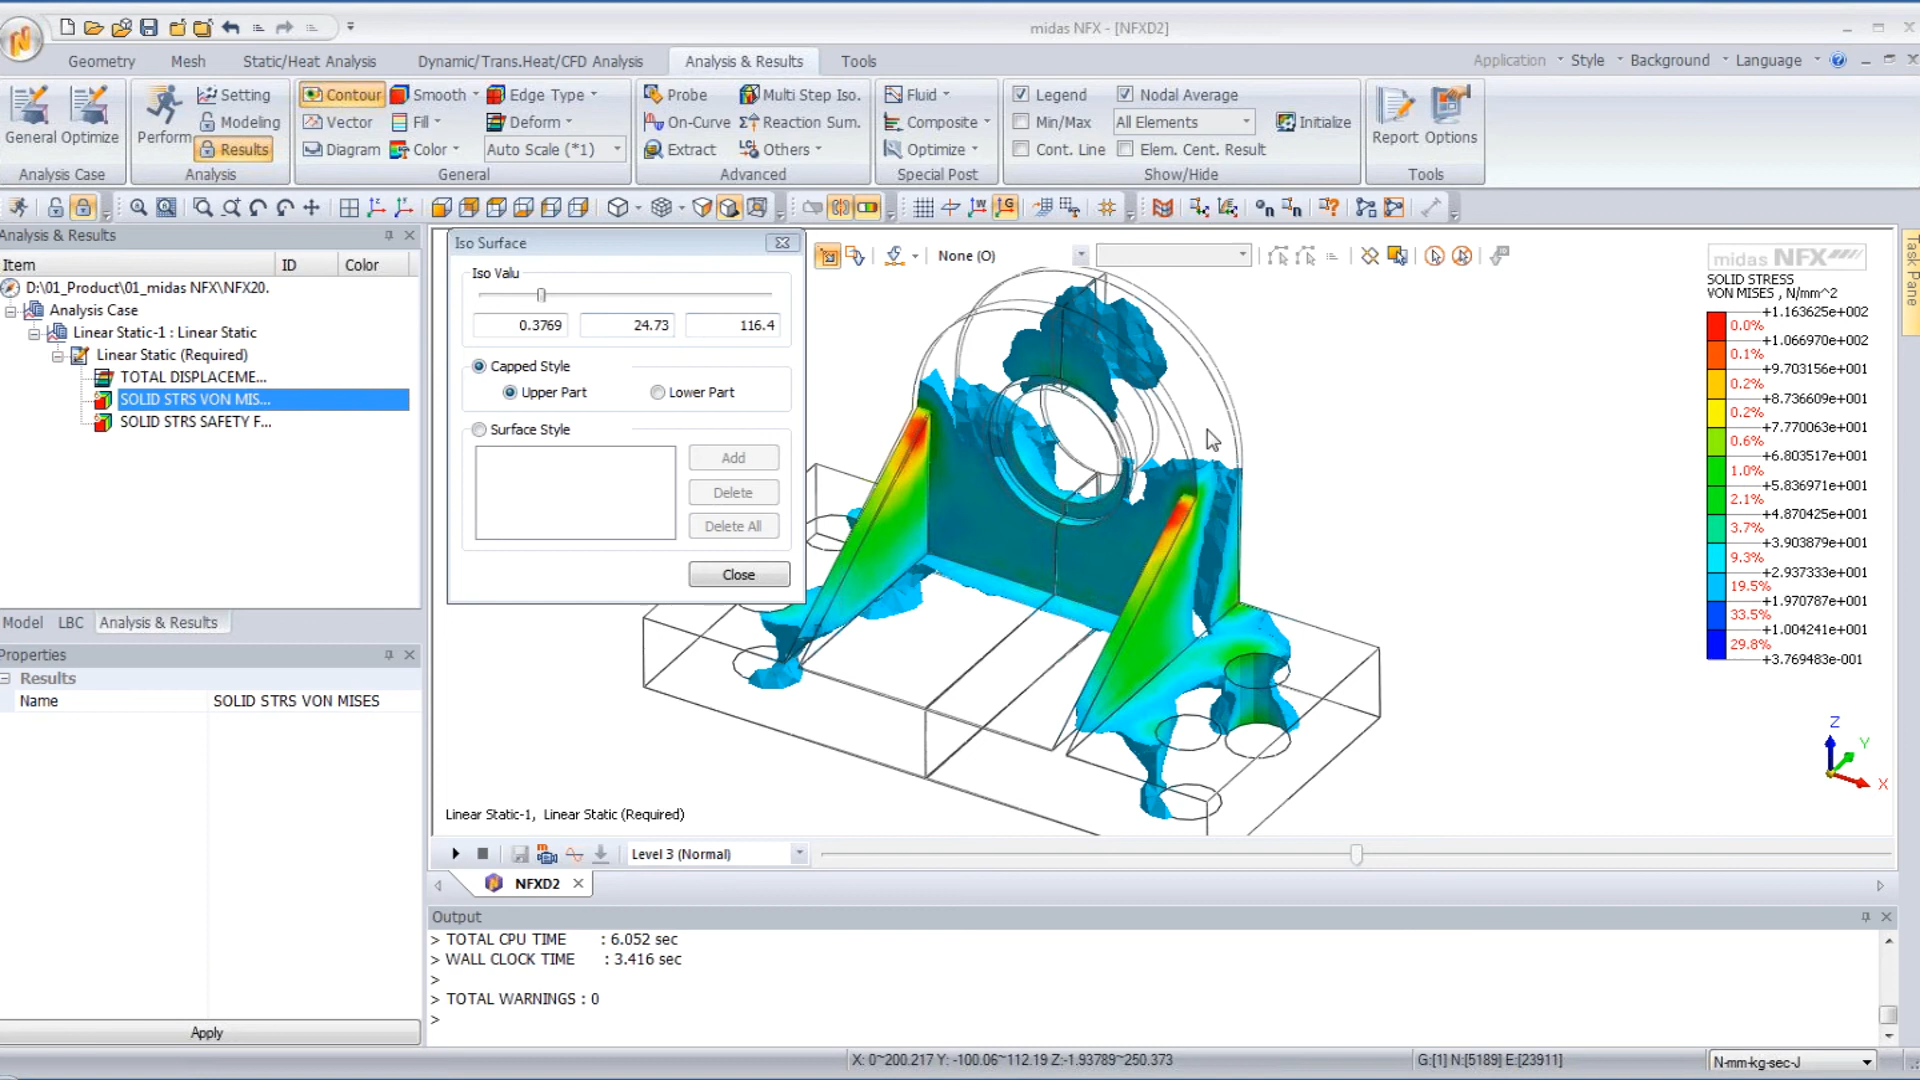 midas NFX - [NFXD2]
Geometry Mesh Static/Heat Analysis Dynamic/Trans.Heat/CFD Analysis Analysis & Results Tools
Application Style Background Language
General Optimize
Analysis Case
Perform
Setting
Modeling
Results
Analysis
Contour Smooth Edge Type
Vector Fill Deform
Diagram Color Auto Scale (*1)
General
Probe Multi Step Iso.
On-Curve Reaction Sum.
Extract Others
Advanced
Fluid
Composite
Optimize
Special Post
Legend Nodal Average
Min/Max All Elements Initialize
Cont. Line Elem. Cent. Result
Show/Hide
Report Options
Tools
Analysis & Results
Item ID Color
D:\01_Product\01_midas NFX\NFX20.
Analysis Case
Linear Static-1 : Linear Static
Linear Static (Required)
TOTAL DISPLACEME...
SOLID STRS VON MIS...
SOLID STRS SAFETY F...
Model LBC Analysis & Results
Properties
Results
Name SOLID STRS VON MISES
Apply
Iso Surface
Iso Valu
0.3769 24.73 116.4
Capped Style
Upper Part Lower Part
Surface Style
Add
Delete
Delete All
Close
None (O)
Task Pane
midas NFX
SOLID STRESS
VON MISES , N/mm^2
+1.163625e+002
0.0%
+1.066970e+002
0.1%
+9.703156e+001
0.2%
+8.736609e+001
0.2%
+7.770063e+001
0.6%
+6.803517e+001
1.0%
+5.836971e+001
2.1%
+4.870425e+001
3.7%
+3.903879e+001
9.3%
+2.937333e+001
19.5%
+1.970787e+001
33.5%
+1.004241e+001
29.8%
+3.769483e-001
Z
Y
X
Linear Static-1, Linear Static (Required)
Level 3 (Normal)
NFXD2
Output
> TOTAL CPU TIME : 6.052 sec
> WALL CLOCK TIME : 3.416 sec
>
> TOTAL WARNINGS : 0
>
X: 0~200.217 Y: -100.06~112.19 Z:-1.93789~250.373
G:[1] N:[5189] E:[23911]
N-mm-kg-sec-J